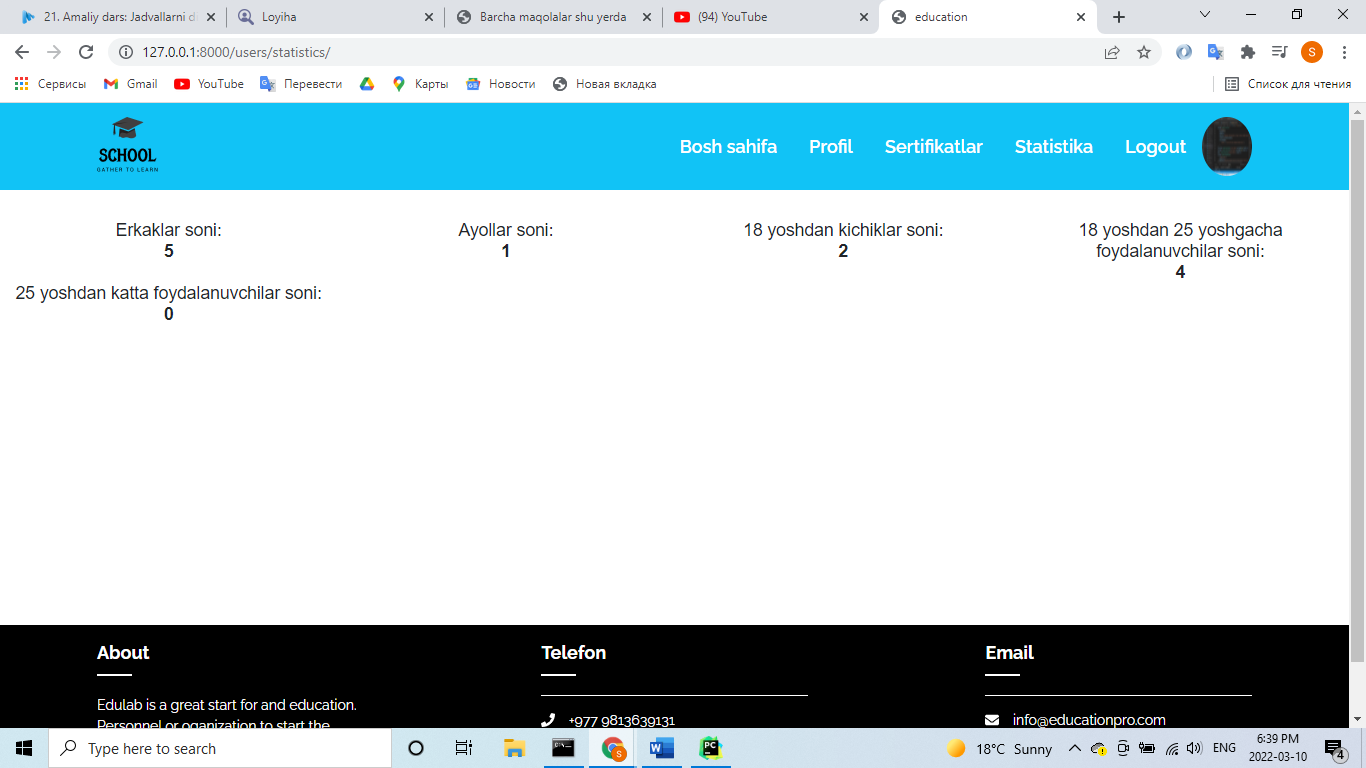 21. Amaliy dars: Jadvallarni d
Loyiha
Barcha maqolalar shu yerda
(94) YouTube
education
127.0.0.1:8000/users/statistics/
S
Сервисы
Gmail
YouTube
Перевести
Карты
Новости
Новая вкладка
Список для чтения
SCHOOL
GATHER TO LEARN
Bosh sahifa
Profil
Sertifikatlar
Statistika
Logout
Erkaklar soni:
5
Ayollar soni:
1
18 yoshdan kichiklar soni:
2
18 yoshdan 25 yoshgacha
foydalanuvchilar soni:
4
25 yoshdan katta foydalanuvchilar soni:
0
About
Edulab is a great start for and education.
Personnel or oganization to start the
Telefon
+977 9813639131
Email
info@educationpro.com
Type here to search
18°C Sunny
ENG
6:39 PM
2022-03-10
4